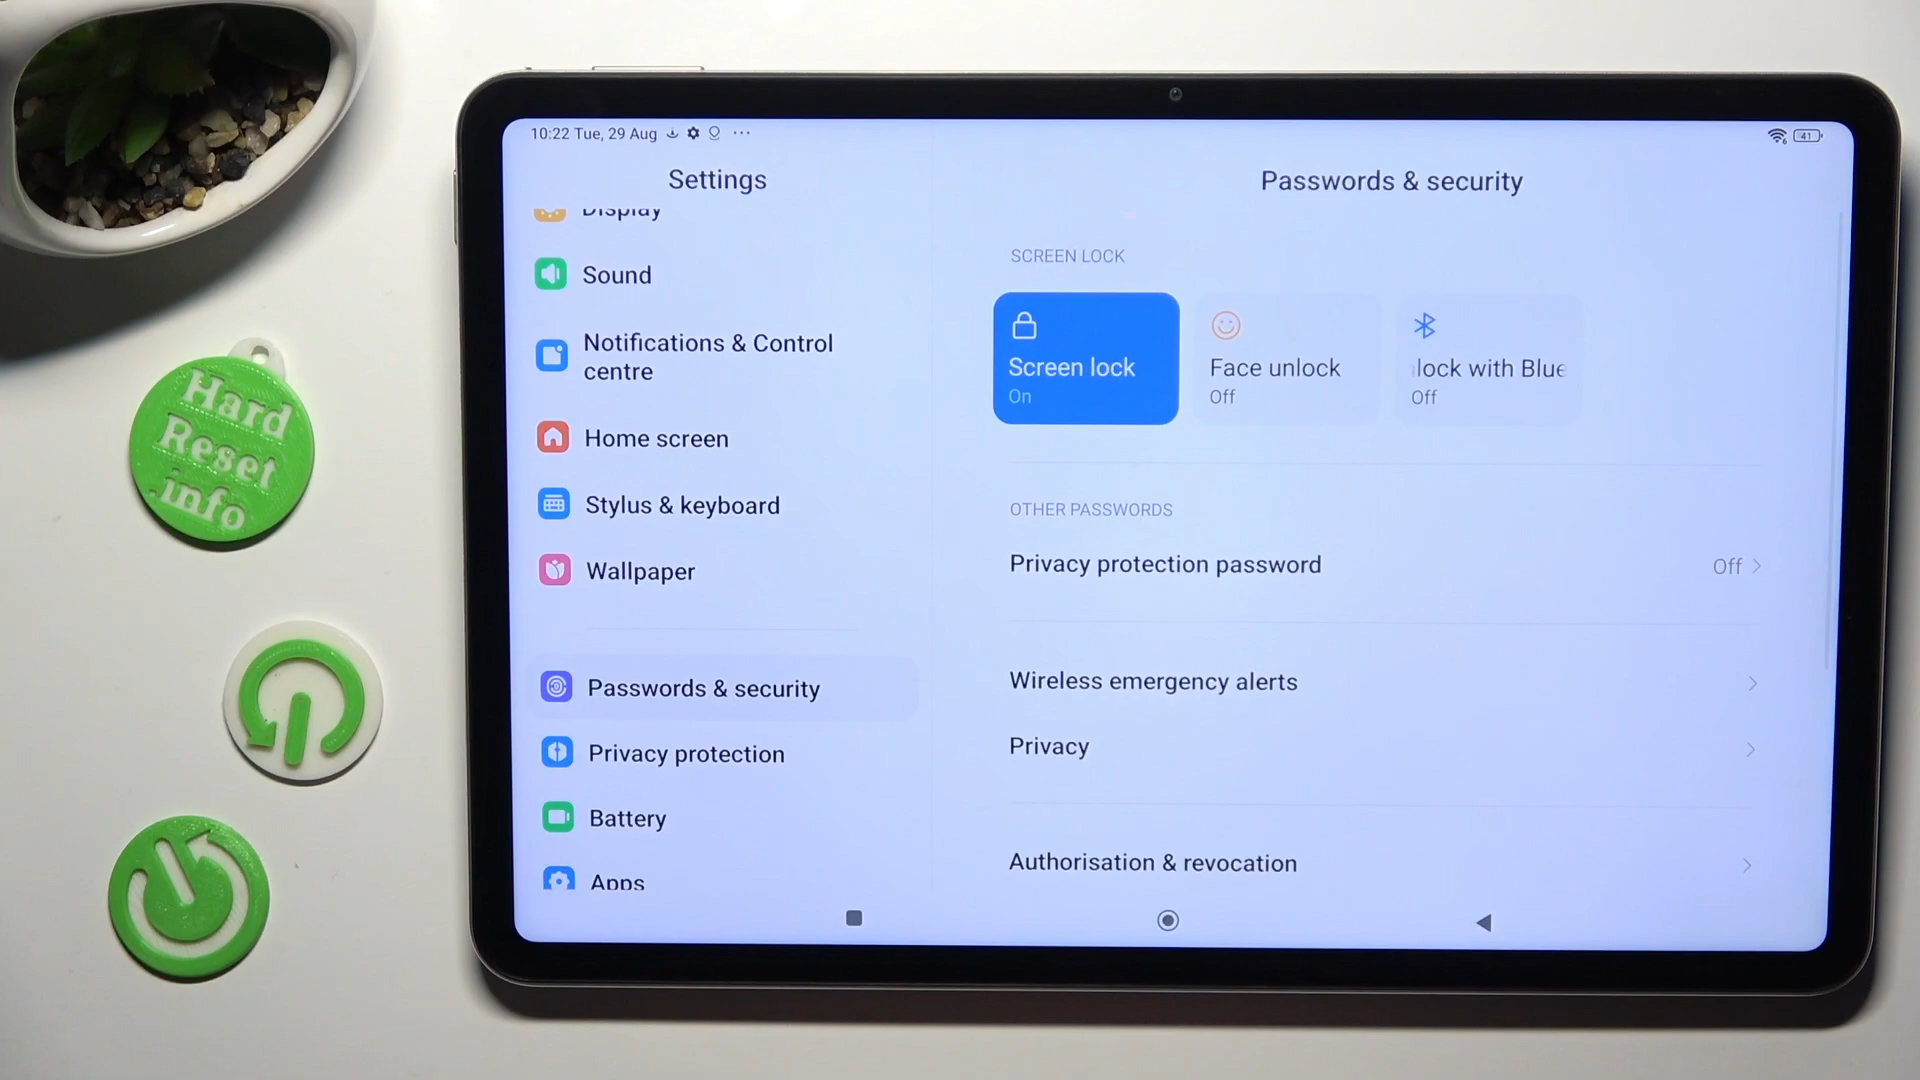 10:22 Tue, 29 Aug
41
Settings
Display
Sound
Notifications & Control
centre
Home screen
Stylus & keyboard
Wallpaper
Passwords & security
Privacy protection
Battery
Apps
Passwords & security
SCREEN LOCK
Screen lock
On
Face unlock
Off
lock with Blue
Off
OTHER PASSWORDS
Privacy protection password
Off
Wireless emergency alerts
Privacy
Authorisation & revocation
Hard
Reset
.info